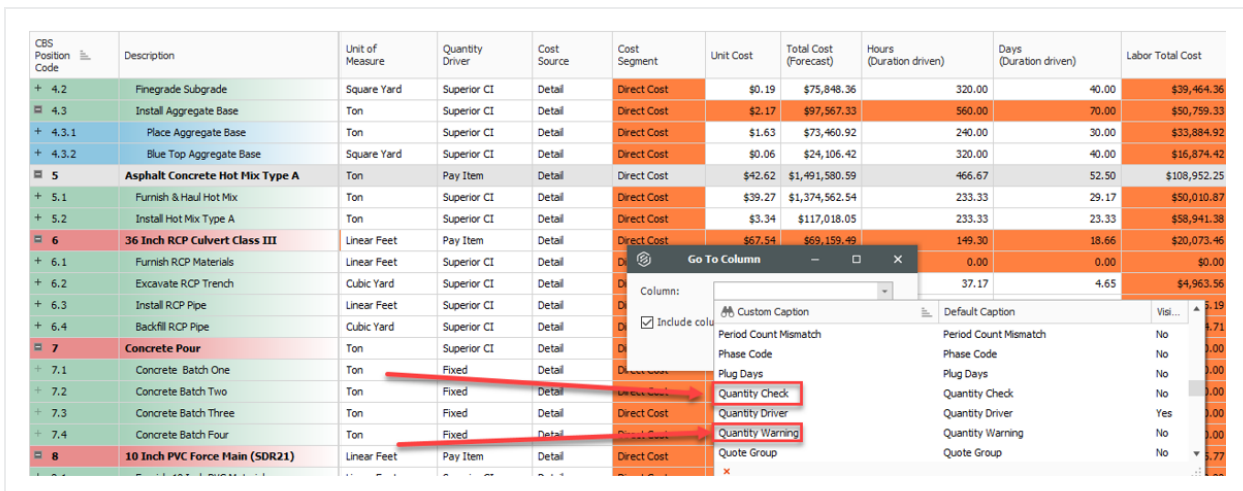 CBS Position Code Description Unit of Measure Quantity Driver Cost Source Cost Segment Unit Cost Total Cost (Forecast) Hours (Duration driven) Days (Duration driven) Labor Total Cost
+ 4.2 Finegrade Subgrade Square Yard Superior CI Detail Direct Cost $0.19 $75,848.36 320.00 40.00 $39,464.36
4.3 Install Aggregate Base Ton Superior CI Detail Direct Cost $2.17 $97,567.33 560.00 70.00 $50,759.33
+ 4.3.1 Place Aggregate Base Ton Superior CI Detail Direct Cost $1.63 $73,460.92 240.00 30.00 $33,884.92
+ 4.3.2 Blue Top Aggregate Base Square Yard Superior CI Detail Direct Cost $0.06 $24,106.42 320.00 40.00 $16,874.42
5 Asphalt Concrete Hot Mix Type A Ton Pay Item Detail Direct Cost $42.62 $1,491,580.59 466.67 52.50 $108,952.25
+ 5.1 Furnish & Haul Hot Mix Ton Superior CI Detail Direct Cost $39.27 $1,374,562.54 233.33 29.17 $50,010.87
+ 5.2 Install Hot Mix Type A Ton Superior CI Detail Direct Cost $3.34 $117,018.05 233.33 23.33 $58,941.38
6 36 Inch RCP Culvert Class III Linear Feet Pay Item Detail Direct Cost $67.54 $69,159.49 149.30 18.66 $20,073.46
+ 6.1 Furnish RCP Materials Linear Feet Superior CI Detail 0.00 0.00 $0.00
+ 6.2 Excavate RCP Trench Cubic Yard Superior CI Detail 37.17 4.65 $4,963.56
+ 6.3 Install RCP Pipe Linear Feet Superior CI Detail
+ 6.4 Backfill RCP Pipe Cubic Yard Superior CI Detail
7 Concrete Pour Ton Superior CI Detail
+ 7.1 Concrete Batch One Ton Fixed Detail Direct Cost
+ 7.2 Concrete Batch Two Ton Fixed Detail
+ 7.3 Concrete Batch Three Ton Fixed Detail Direct Cost
+ 7.4 Concrete Batch Four Ton Fixed Detail Direct Cost
8 10 Inch PVC Force Main (SDR21) Linear Feet Pay Item Detail Direct Cost
Go To Column
Column:
Include colu
Custom Caption Default Caption Visi...
Period Count Mismatch Period Count Mismatch No
Phase Code Phase Code No
Plug Days Plug Days No
Quantity Check Quantity Check No
Quantity Driver Quantity Driver Yes
Quantity Warning Quantity Warning No
Quote Group Quote Group No